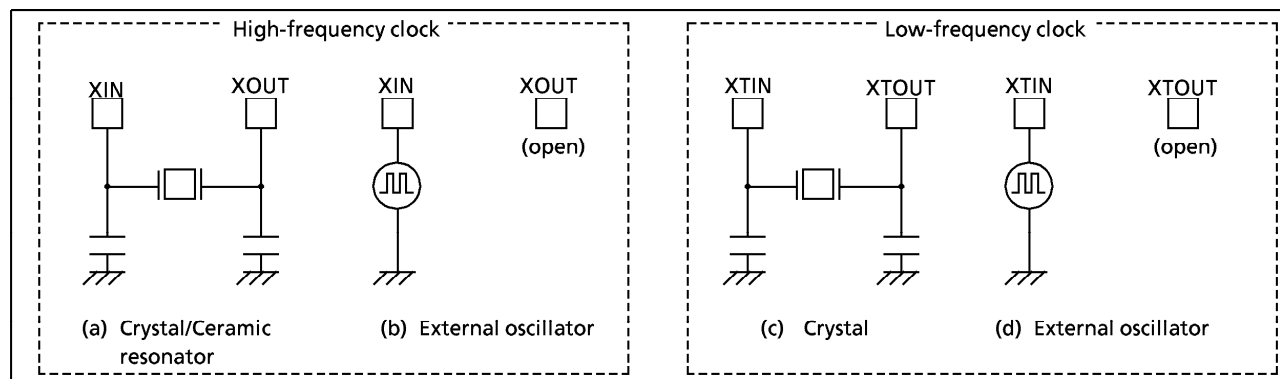 High-frequency clock
XIN XOUT XIN XOUT
(open)
(a) Crystal/Ceramic
resonator
(b) External oscillator
Low-frequency clock
XTIN XTOUT XTIN XTOUT
(open)
(c) Crystal
(d) External oscillator